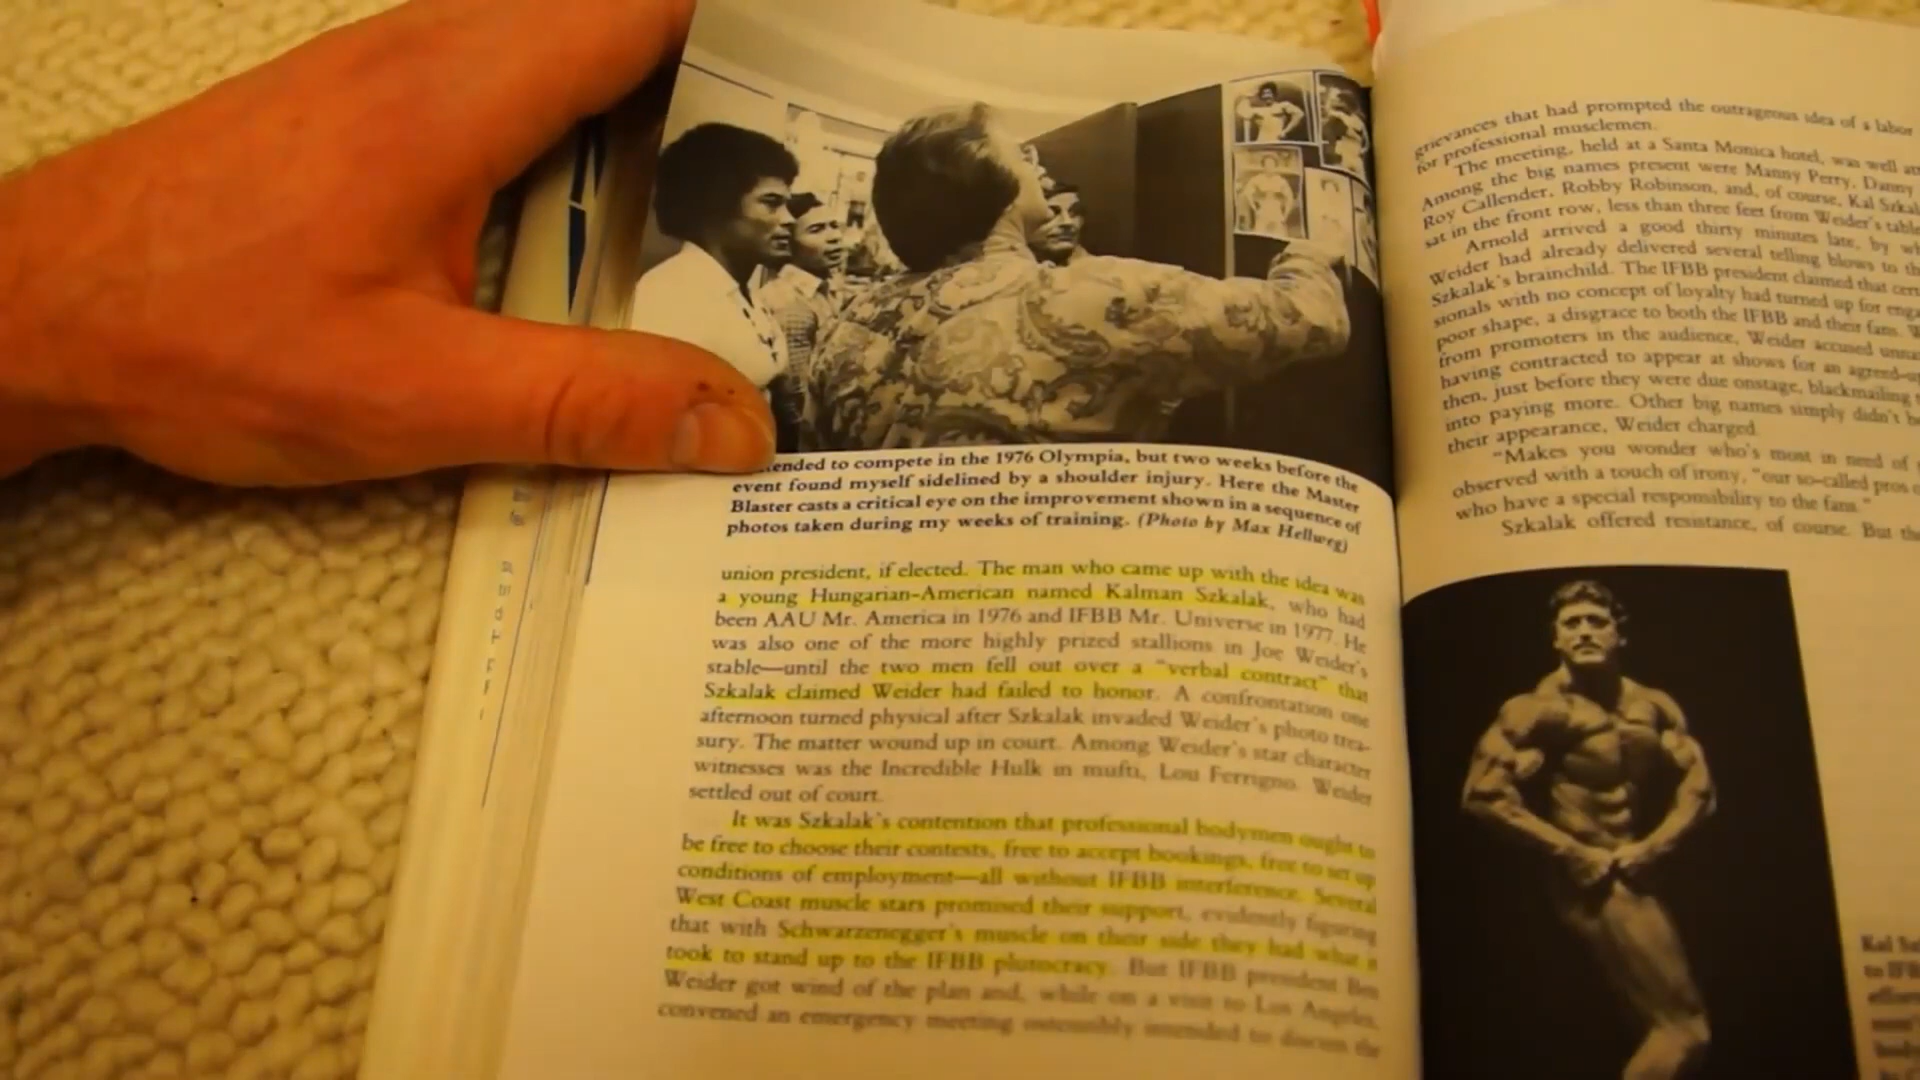 tended to compete in the 1976 Olympia, but two weeks before the
event found myself sidelined by a shoulder injury. Here the Master
Blaster casts a critical eye on the improvement shown in a sequence of
photos taken during my weeks of training. (Photo by Max Hellweg)
union president, if elected. The man who came up with the idea was
a young Hungarian-American named Kalman Szkalak, who had
been AAU Mr. America in 1976 and IFBB Mr. Universe in 1977. He
was also one of the more highly prized stallions in Joe Weider's
stable—until the two men fell out over a "verbal contract" that
Szkalak claimed Weider had failed to honor. A confrontation one
afternoon turned physical after Szkalak invaded Weider's photo trea-
sury. The matter wound up in court. Among Weider's star character
witnesses was the Incredible Hulk in mufti, Lou Ferrigno. Weider
settled out of court.
It was Szkalak's contention that professional bodymen ought to
be free to choose their contests, free to accept bookings, free to set up
conditions of employment—all without IFBB interference. Several
West Coast muscle stars promised their support, evidently figuring
that with Schwarzenegger's muscle on their side they had what it
took to stand up to the IFBB plutocracy. But IFBB president Ben
Weider got wind of the plan and, while on a visit to Los Angeles,
convened an emergency meeting ostensibly intended to discuss the
grievances that had prompted the outrageous idea of a labor
for professional musclemen.
The meeting, held at a Santa Monica hotel, was well
Among the big names present were Manny Perry, Danny
Roy Callender, Robby Robinson, and, of course, Kal
sat in the front row, less than three feet from Weider's table
Arnold arrived a good thirty minutes late, by
Weider had already delivered several telling blows to
Szkalak's brainchild. The IFBB president claimed that
sionals with no concept of loyalty had turned up for
poor shape, a disgrace to both the IFBB and their fans.
from promoters in the audience, Weider accused
having contracted to appear at shows for an
then, just before they were due onstage, blackmailing
into paying more. Other big names simply didn't
their appearance, Weider charged.
"Makes you wonder who's most in need of
observed with a touch of irony, "our so-called pros
who have a special responsibility to the fans."
Szkalak offered resistance, of course. But
Kal
to